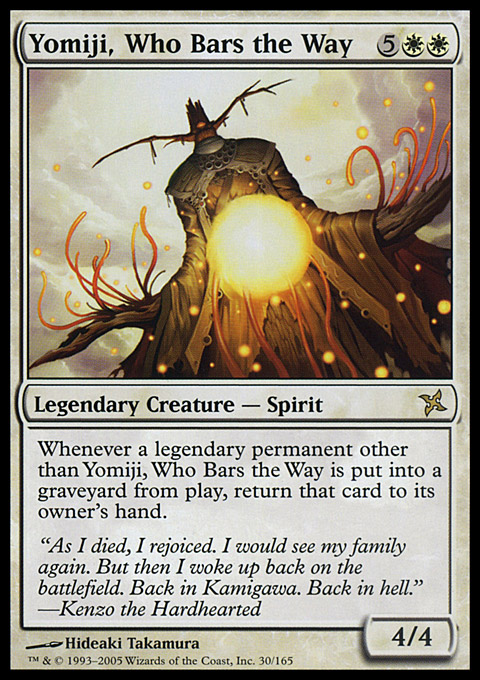 Yomiji, Who Bars the Way 5
Legendary Creature — Spirit
Whenever a legendary permanent other
than Yomiji, Who Bars the Way is put into a
graveyard from play, return that card to its
owner's hand.
"As I died, I rejoiced. I would see my family
again. But then I woke up back on the
battlefield. Back in Kamigawa. Back in hell."
—Kenzo the Hardhearted
Hideaki Takamura
4/4
™ & © 1993–2005 Wizards of the Coast, Inc. 30/165